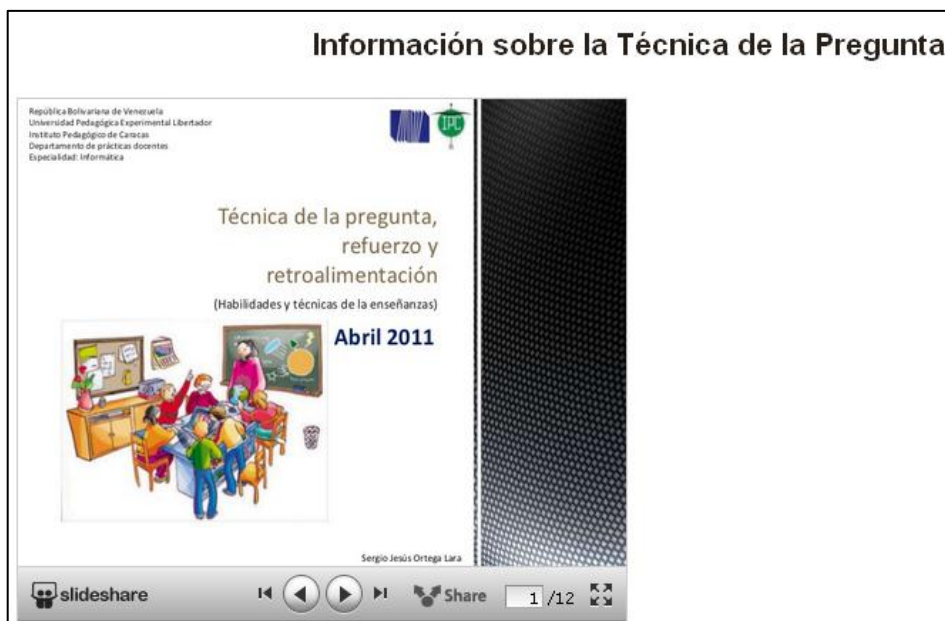 Información sobre la Técnica de la Pregunta
República Bolivariana de Venezuela
Universidad Pedagógica Experimental Libertador
Instituto Pedagógico de Caracas
Departamento de prácticas docentes
Especialidad: Informática
IPC
Técnica de la pregunta,
refuerzo y
retroalimentación
(Habilidades y técnicas de la enseñanzas)
Abril 2011
Sergio Jesús Ortega Lara
slideshare
Share
1 /12